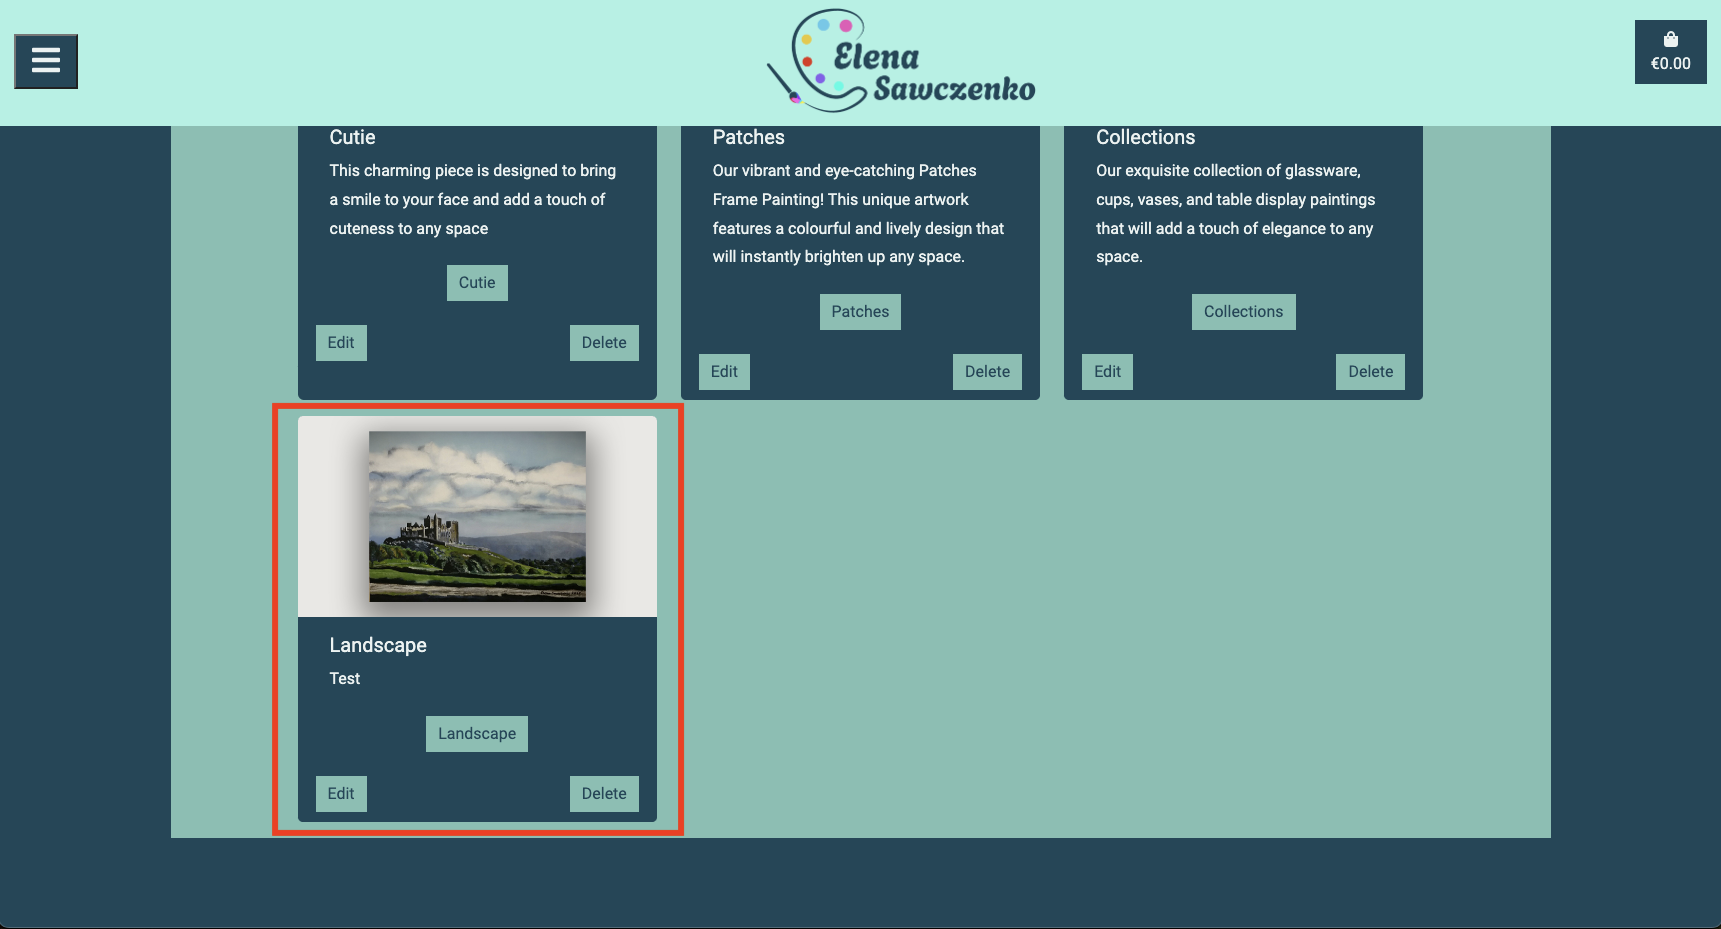 Elena
Sawczenko
€0.00
Cutie
This charming piece is designed to bring
a smile to your face and add a touch of
cuteness to any space
Cutie
Edit
Delete
Patches
Our vibrant and eye-catching Patches
Frame Painting! This unique artwork
features a colourful and lively design that
will instantly brighten up any space.
Patches
Edit
Delete
Collections
Our exquisite collection of glassware,
cups, vases, and table display paintings
that will add a touch of elegance to any
space.
Collections
Edit
Delete
Landscape
Test
Landscape
Edit
Delete